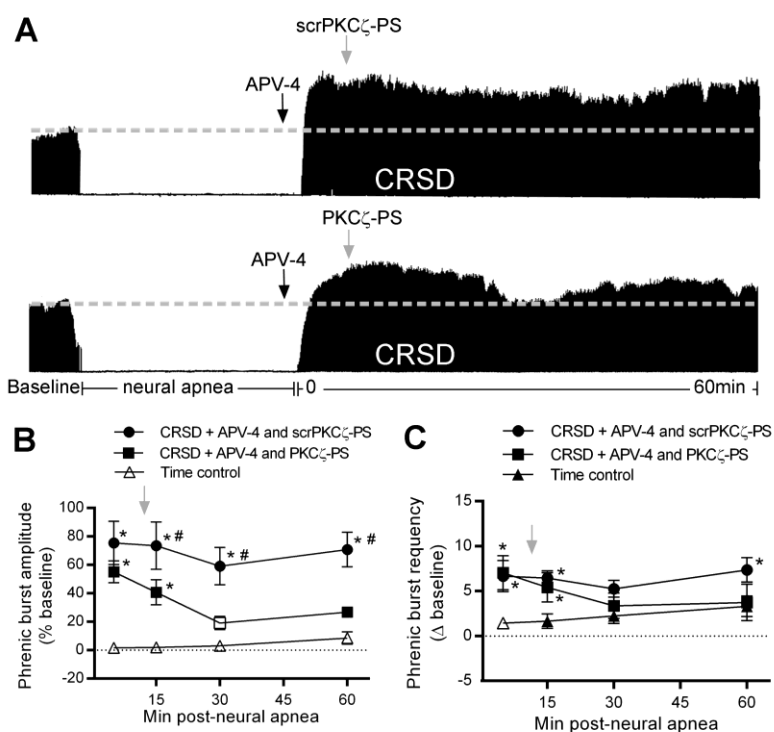 A
scrPKCζ-PS
APV-4
CRSD
PKCζ-PS
APV-4
CRSD
Baseline neural apnea 0 60min
B
CRSD + APV-4 and scrPKCζ-PS
CRSD + APV-4 and PKCζ-PS
Time control
Phrenic burst amplitude
(% baseline)
100
80
60
40
20
0
-20
* * # * # * #
* *
15 30 45 60
Min post-neural apnea
C
CRSD + APV-4 and scrPKCζ-PS
CRSD + APV-4 and PKCζ-PS
Time control
Phrenic burst requency
(Δ baseline)
15
10
5
0
-5
* * *
* *
15 30 45 60
Min post-neural apnea